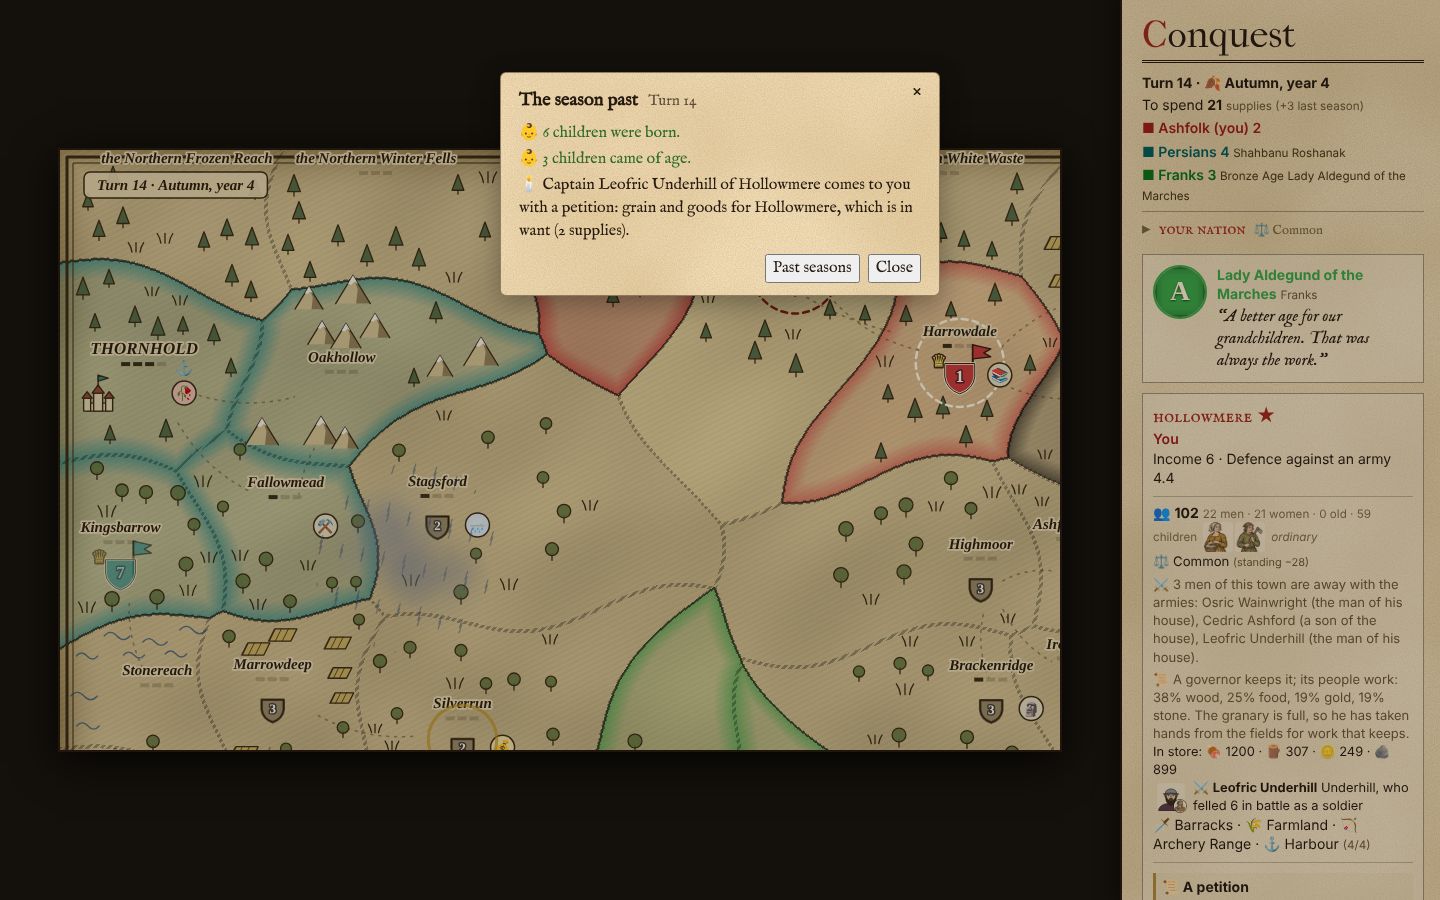 Conquest
Turn 14 · Autumn, year 4
To spend 21 supplies (+3 last season)
Ashfolk (you) 2
Persians 4 Shahbanu Roshanak
Franks 3 Bronze Age Lady Aldegund of the
Marches
YOUR NATION Common
Lady Aldegund of the
Marches Franks
A
“A better age for our
grandchildren. That was
always the work.”
HOLLOWMERE
You
Income 6 · Defence against an army
4.4
102 22 men · 21 women · 0 old · 59
children ordinary
Common (standing −28)
3 men of this town are away with the
armies: Osric Wainwright (the man of his
house), Cedric Ashford (a son of the
house), Leofric Underhill (the man of his
house).
A governor keeps it; its people work:
38% wood, 25% food, 19% gold, 19%
stone. The granary is full, so he has taken
hands from the fields for work that keeps.
In store: 1200 · 307 · 249 ·
899
Leofric Underhill Underhill, who
felled 6 in battle as a soldier
Barracks · Farmland ·
Archery Range · Harbour (4/4)
A petition
The season past Turn 14
×
6 children were born.
3 children came of age.
Captain Leofric Underhill of Hollowmere comes to you
with a petition: grain and goods for Hollowmere, which is in
want (2 supplies).
Past seasons Close
the Northern Frozen Reach the Northern Winter Fells
White Waste
Turn 14 · Autumn, year 4
THORNHOLD
Oakhollow
Harrowdale
1
Fallowmead
Stagsford
2
Kingsbarrow
7
Highmoor
3
Stonereach
Marrowdeep
3
Silverrun
2
Brackenridge
3